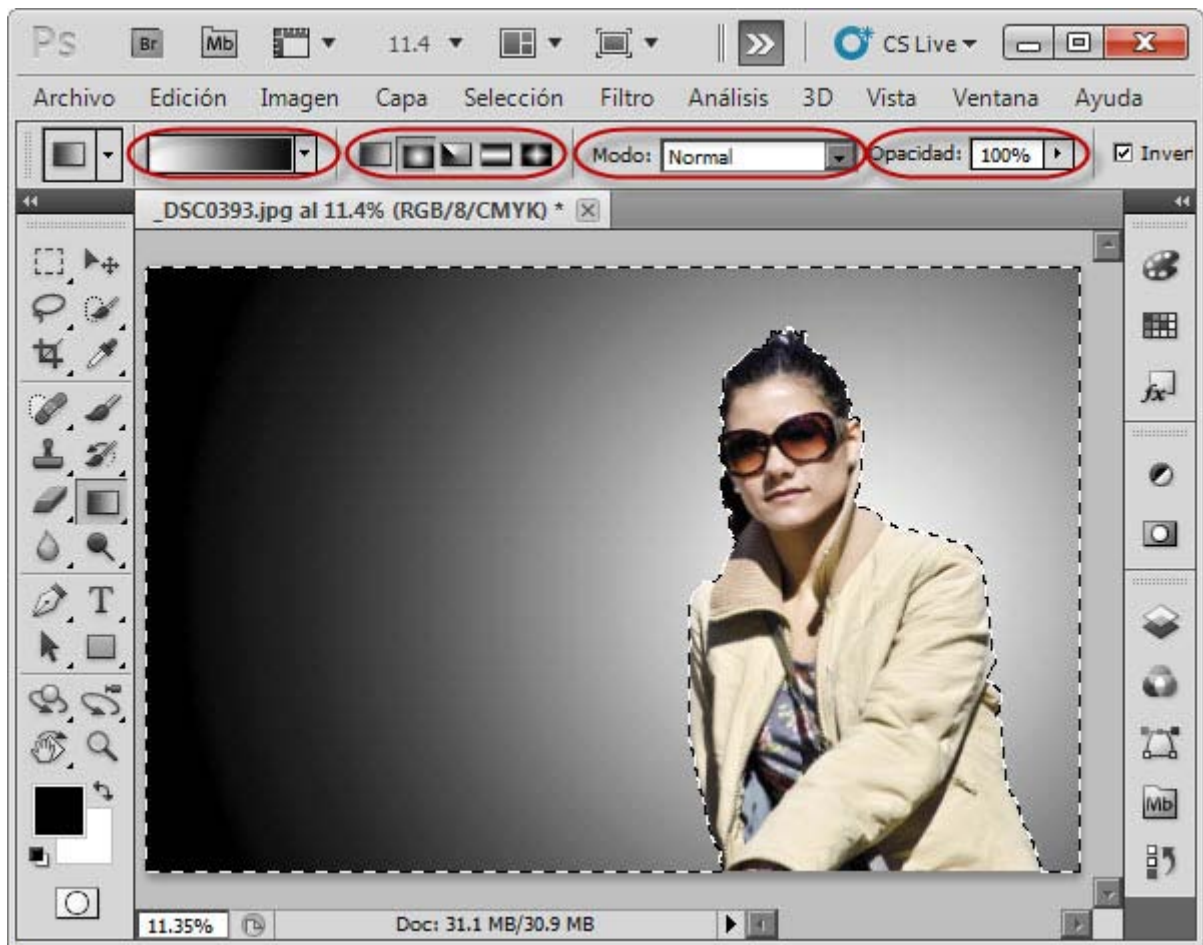 Ps Br Mb 11.4 CS Live
Archivo Edición Imagen Capa Selección Filtro Análisis 3D Vista Ventana Ayuda
Modo: Normal Opacidad: 100% Inver
_DSC0393.jpg al 11.4% (RGB/8/CMYK) *
fx
T
Mb
11.35% Doc: 31.1 MB/30.9 MB